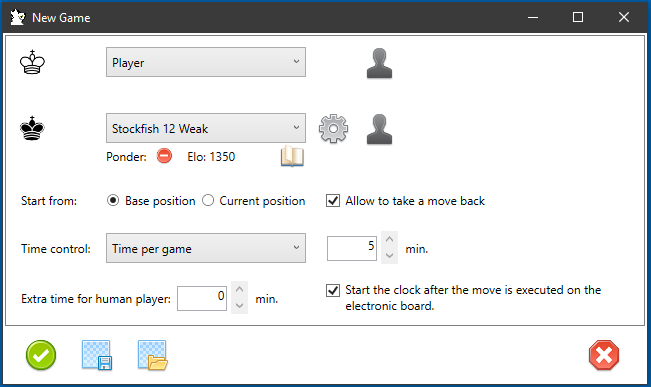 New Game
Player
Stockfish 12 Weak
Ponder: Elo: 1350
Start from: Base position Current position Allow to take a move back
Time control: Time per game 5 min.
Extra time for human player: 0 min. Start the clock after the move is executed on the
electronic board.